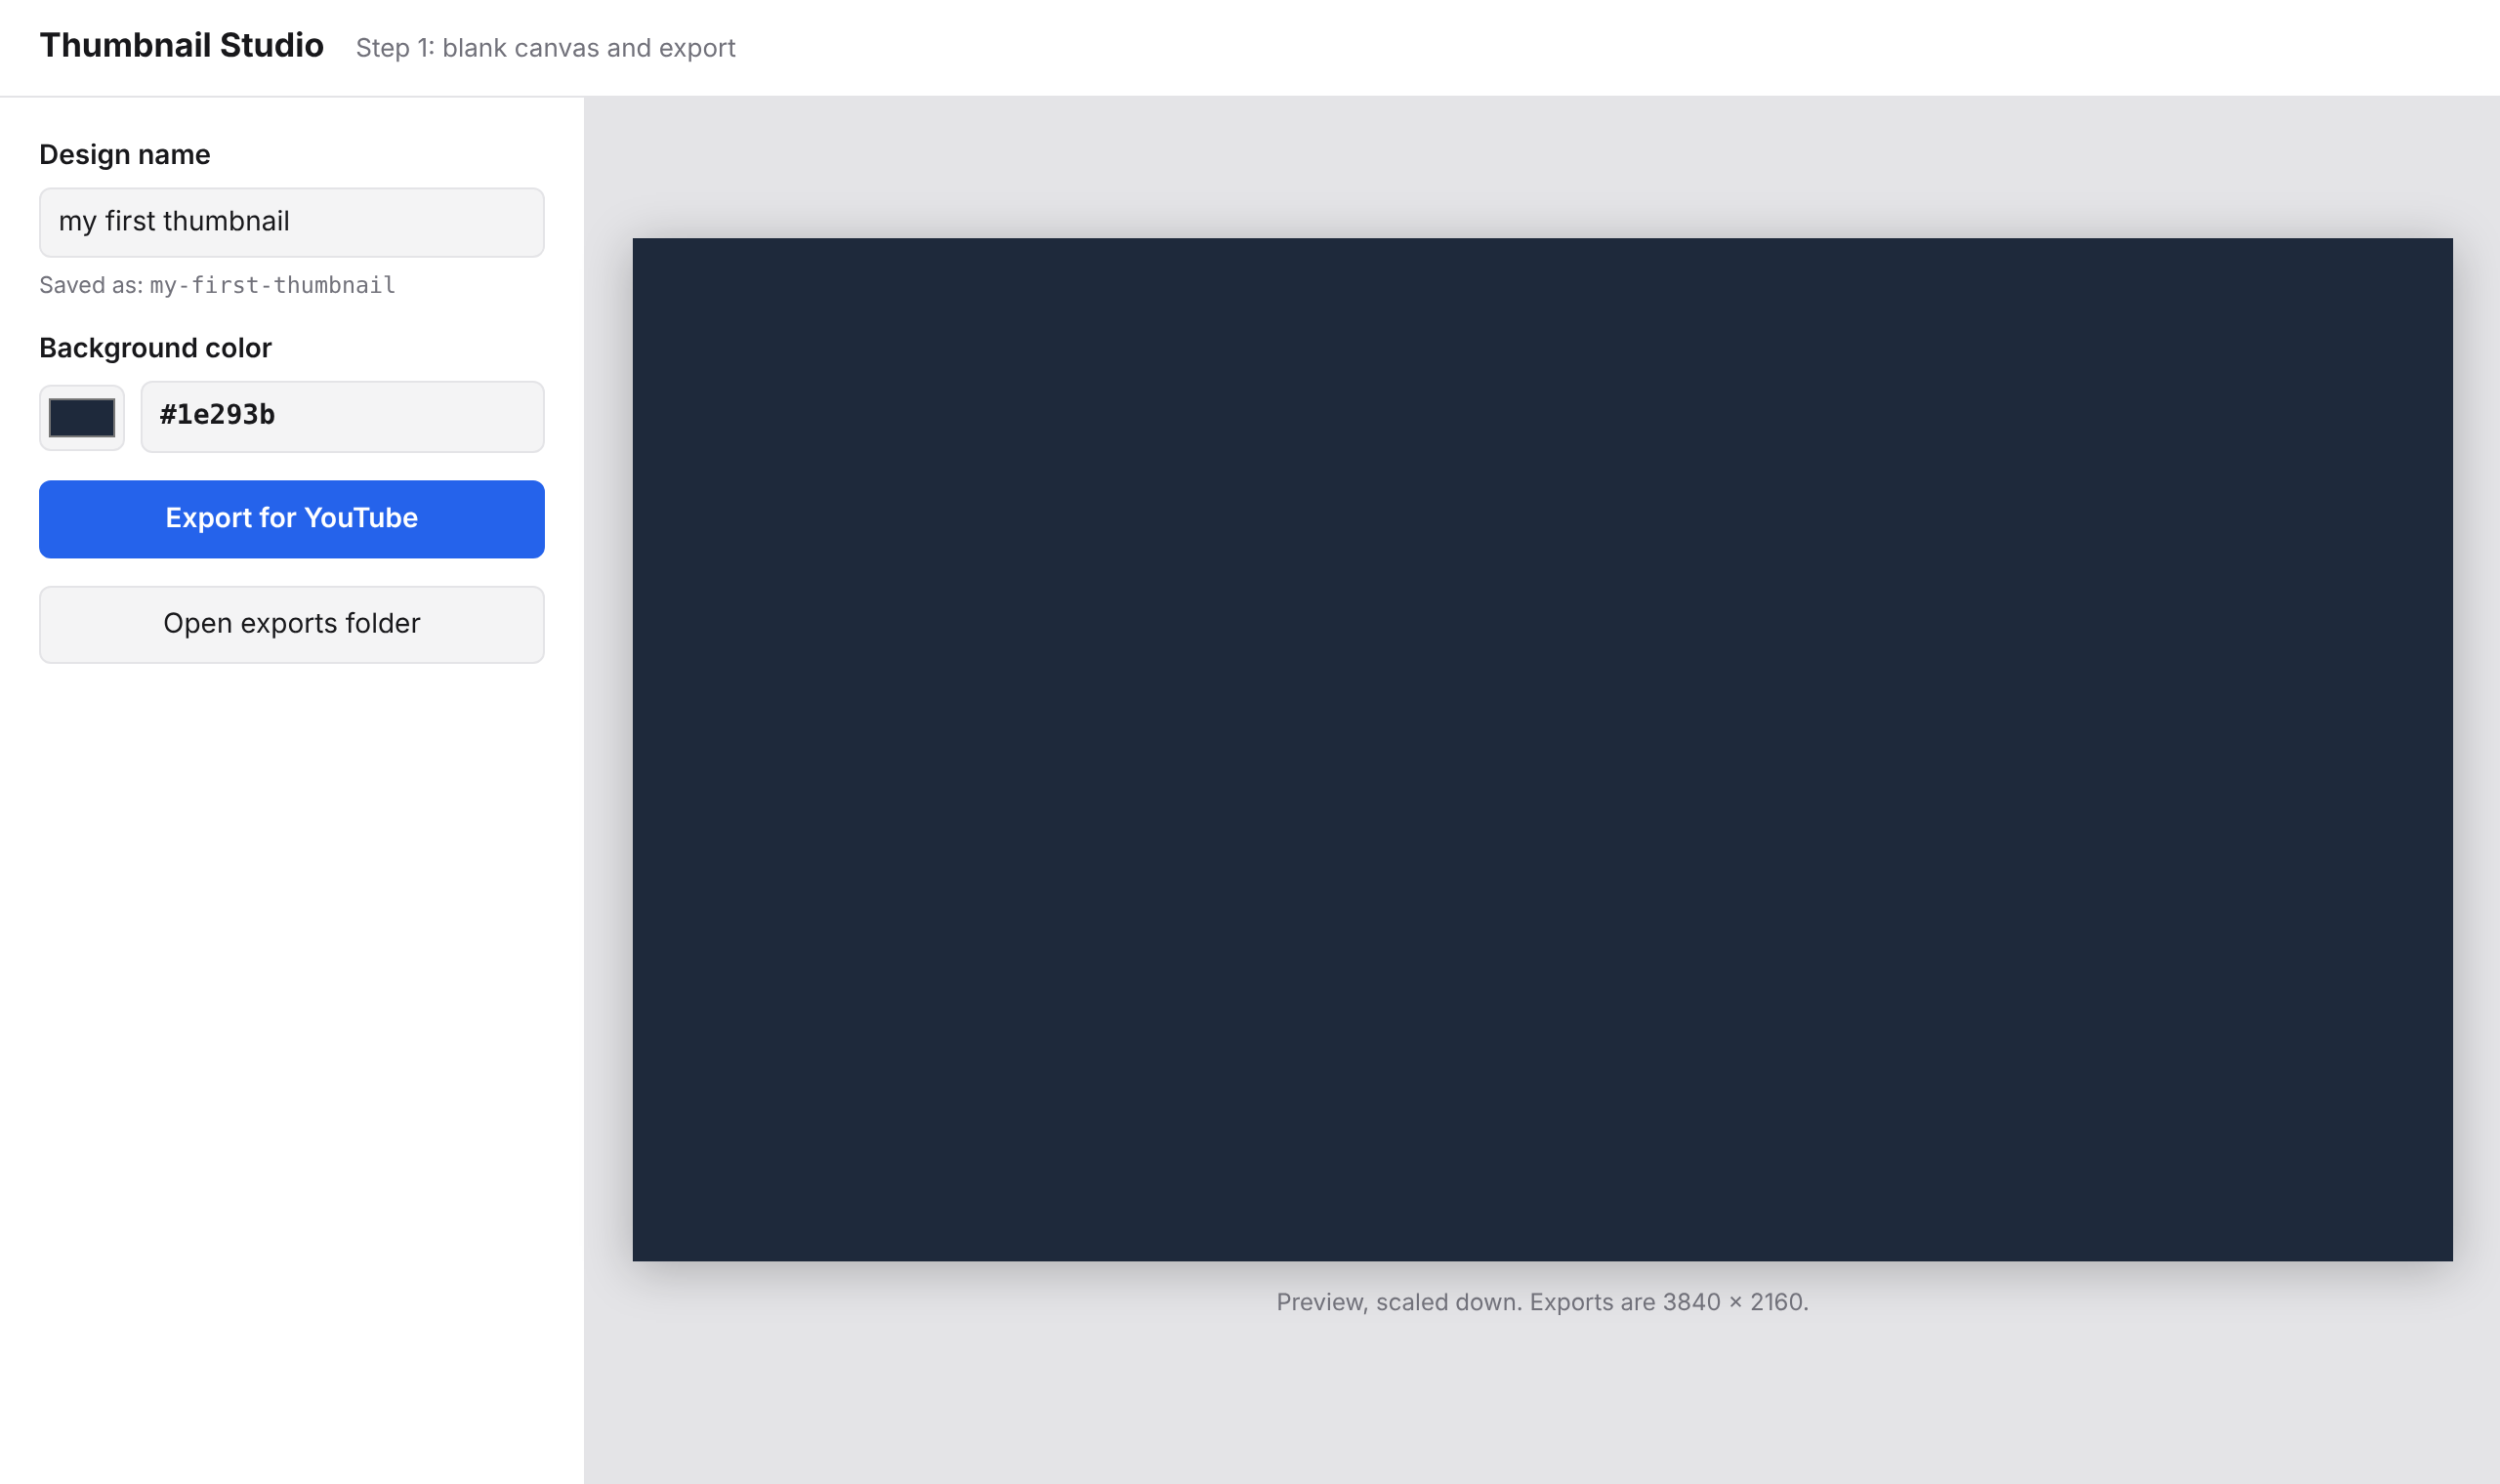 Thumbnail Studio Step 1: blank canvas and export
Design name
my first thumbnail
Saved as: my-first-thumbnail
Background color
#1e293b
Export for YouTube
Open exports folder
Preview, scaled down. Exports are 3840 × 2160.